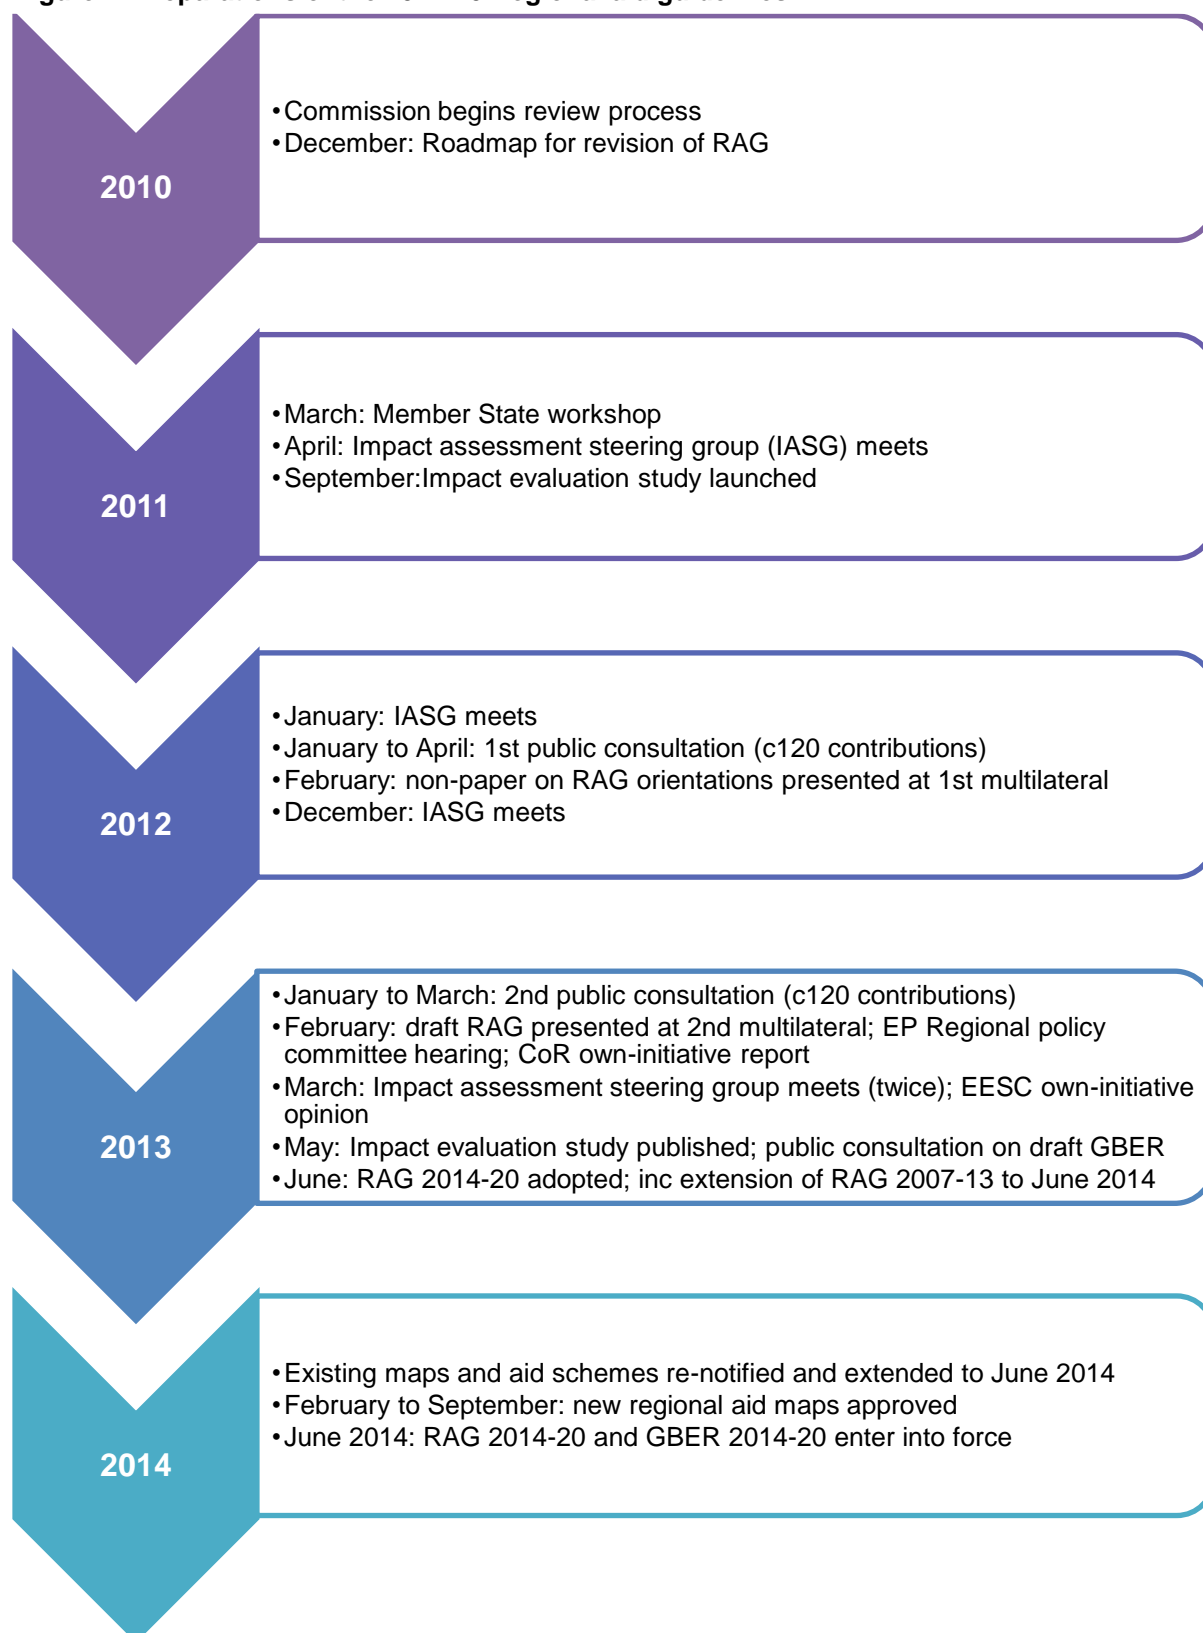 2010
•Commission begins review process
•December: Roadmap for revision of RAG
2011
•March: Member State workshop
•April: Impact assessment steering group (IASG) meets
•September:Impact evaluation study launched
2012
•January: IASG meets
•January to April: 1st public consultation (c120 contributions)
•February: non-paper on RAG orientations presented at 1st multilateral
•December: IASG meets
2013
•January to March: 2nd public consultation (c120 contributions)
•February: draft RAG presented at 2nd multilateral; EP Regional policy
committee hearing; CoR own-initiative report
•March: Impact assessment steering group meets (twice); EESC own-initiative
opinion
•May: Impact evaluation study published; public consultation on draft GBER
•June: RAG 2014-20 adopted; inc extension of RAG 2007-13 to June 2014
2014
•Existing maps and aid schemes re-notified and extended to June 2014
•February to September: new regional aid maps approved
•June 2014: RAG 2014-20 and GBER 2014-20 enter into force